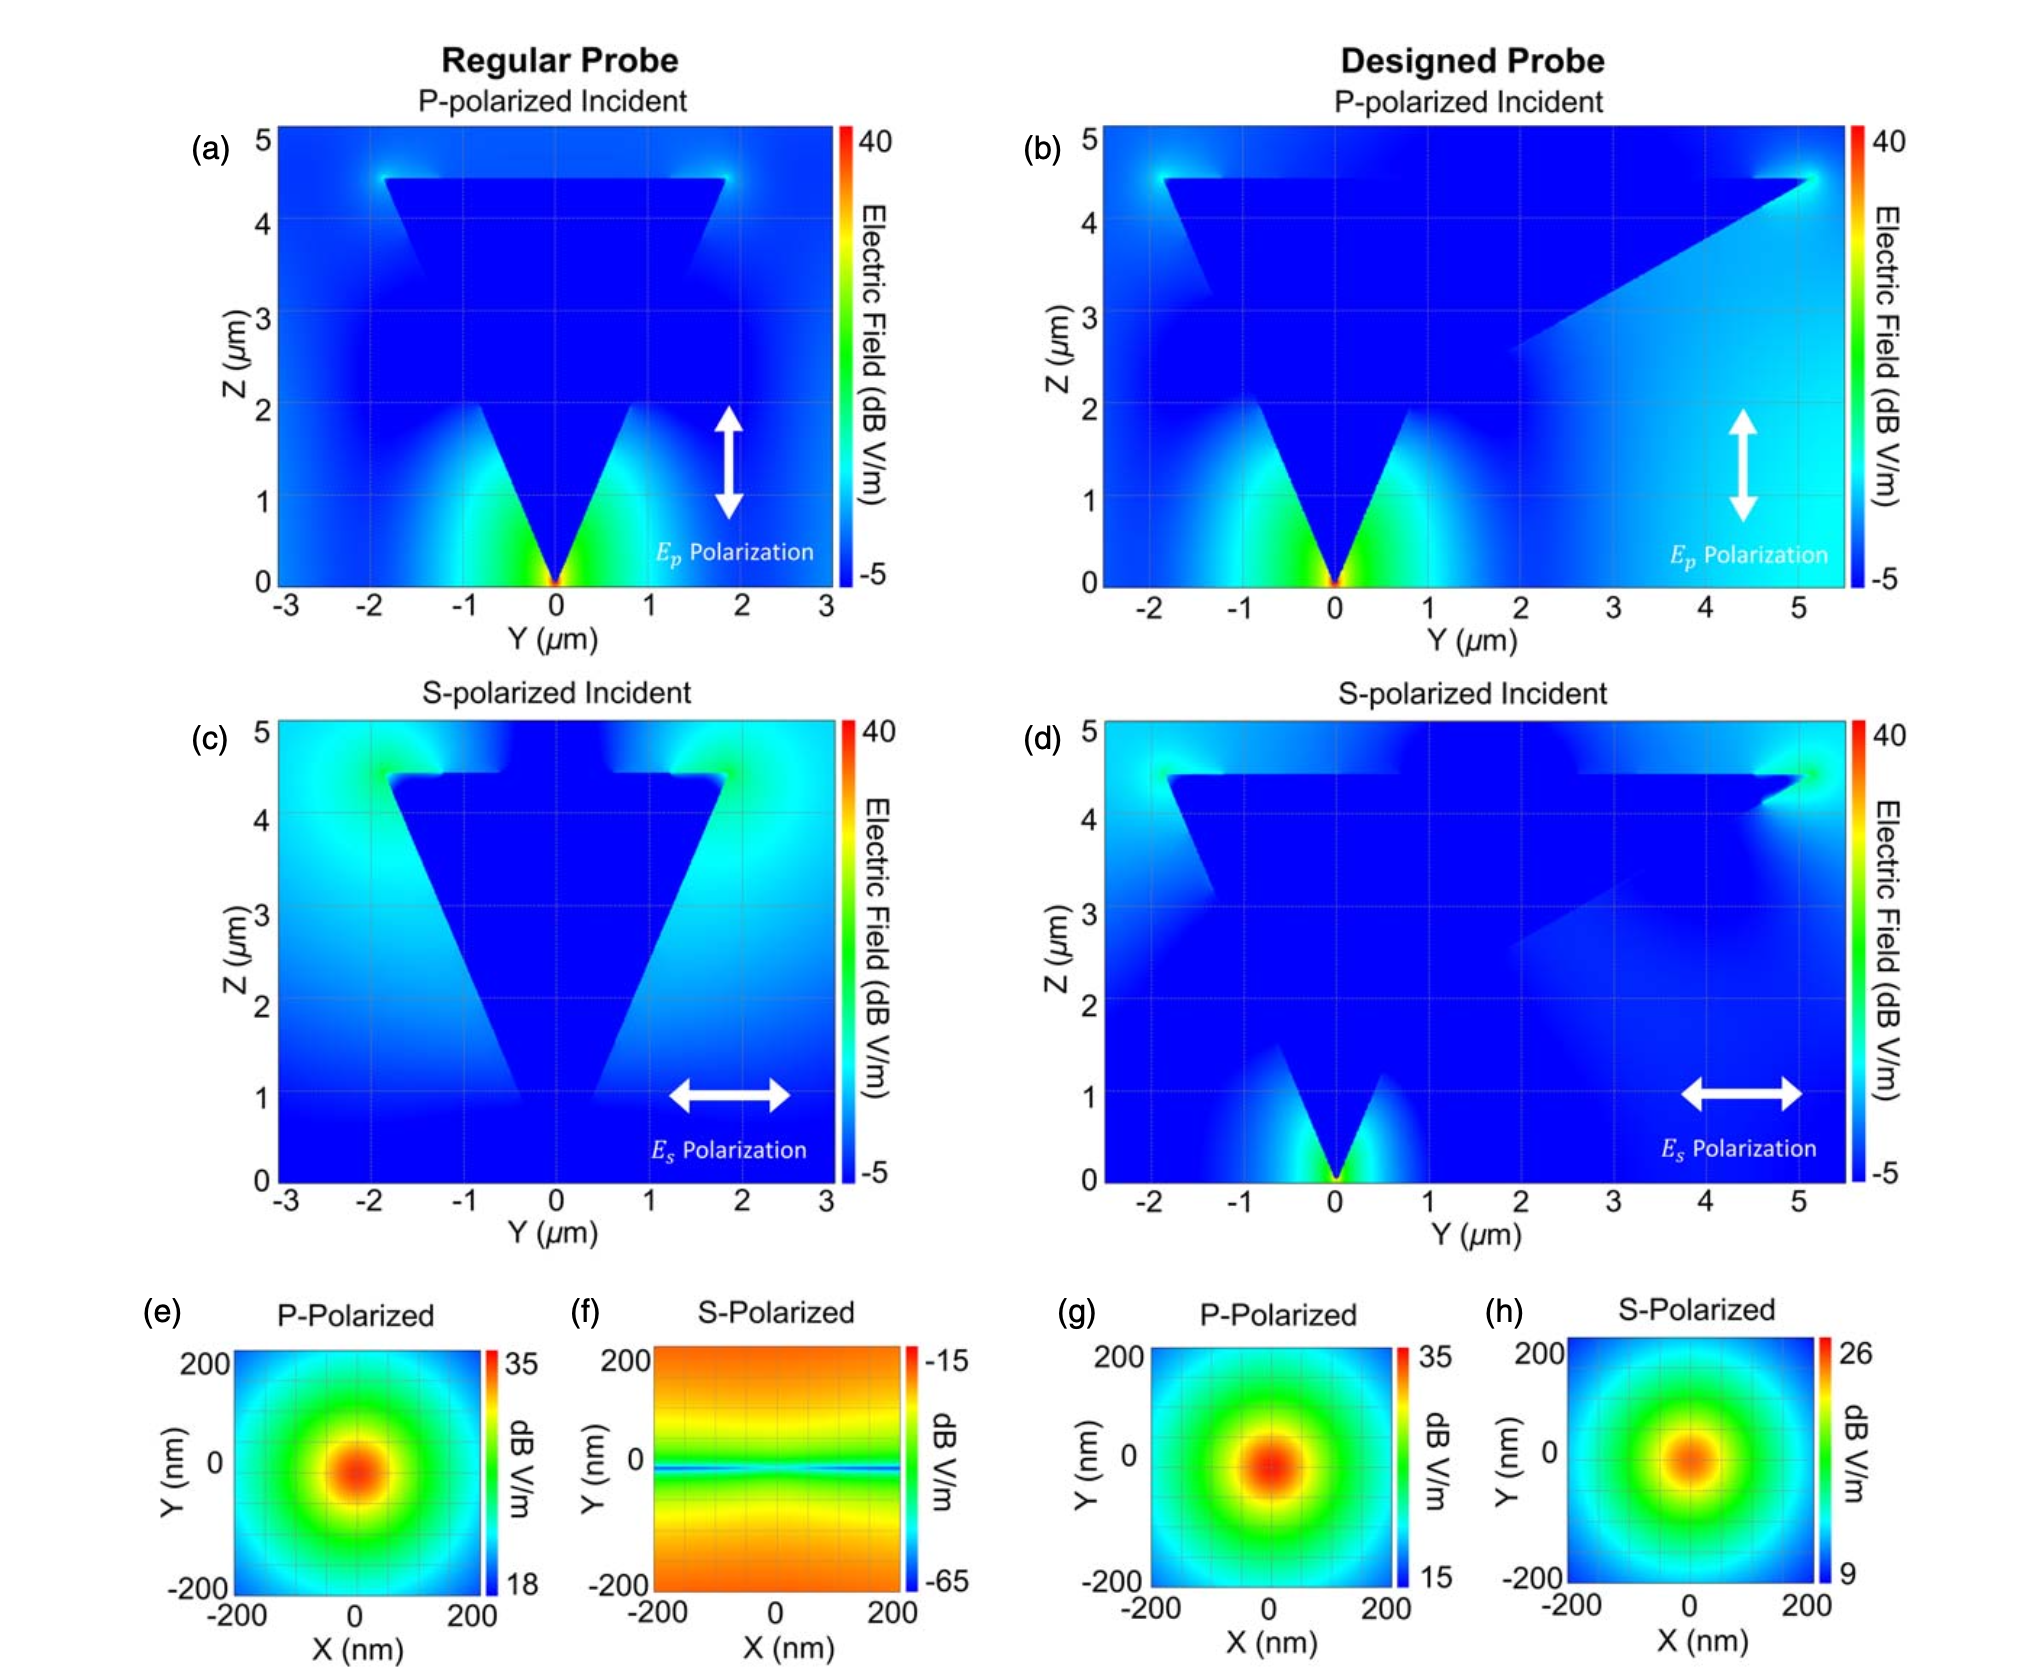 Regular Probe
P-polarized Incident
Designed Probe
P-polarized Incident
(a)
5
4
3
2
1
0
Z (μm)
-3 -2 -1 0 1 2 3
Y (μm)
E_p Polarization
40
-5
Electric Field (dB V/m)
(b)
5
4
3
2
1
0
Z (μm)
-2 -1 0 1 2 3 4 5
Y (μm)
E_p Polarization
40
-5
Electric Field (dB V/m)
S-polarized Incident
S-polarized Incident
(c)
5
4
3
2
1
0
Z (μm)
-3 -2 -1 0 1 2 3
Y (μm)
E_s Polarization
40
-5
Electric Field (dB V/m)
(d)
5
4
3
2
1
0
Z (μm)
-2 -1 0 1 2 3 4 5
Y (μm)
E_s Polarization
40
-5
Electric Field (dB V/m)
(e)
P-Polarized
200
0
-200
Y (nm)
-200 0 200
X (nm)
35
18
dB V/m
(f)
S-Polarized
200
0
-200
Y (nm)
-200 0 200
X (nm)
-15
-65
dB V/m
(g)
P-Polarized
200
0
-200
Y (nm)
-200 0 200
X (nm)
35
15
dB V/m
(h)
S-Polarized
200
0
-200
Y (nm)
-200 0 200
X (nm)
26
9
dB V/m